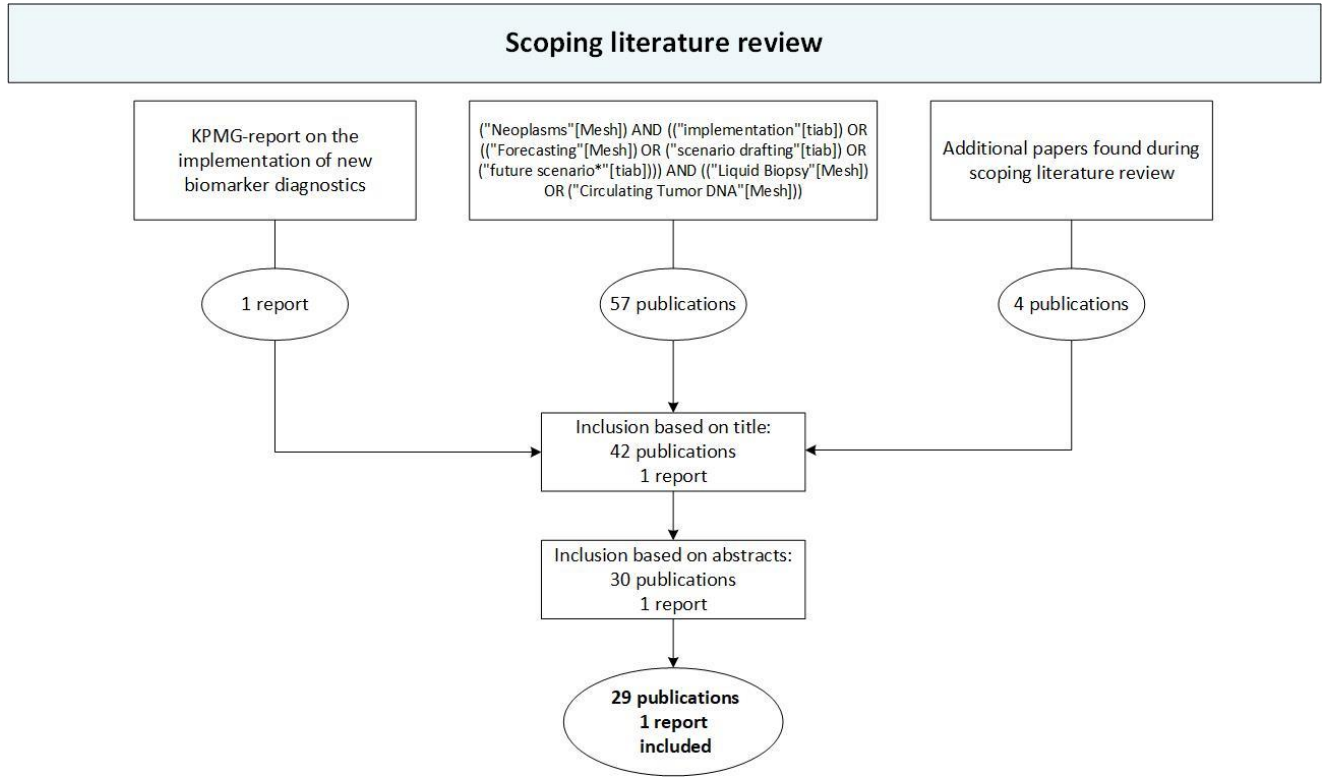 Scoping literature review
KPMG-report on the
implementation of new
biomarker diagnostics
("Neoplasms"[Mesh]) AND (("implementation"[tiab]) OR
(("Forecasting"[Mesh]) OR ("scenario drafting"[tiab]) OR
("future scenario*"[tiab]))) AND (("Liquid Biopsy"[Mesh])
OR ("Circulating Tumor DNA"[Mesh]))
Additional papers found during
scoping literature review
1 report
57 publications
4 publications
Inclusion based on title:
42 publications
1 report
Inclusion based on abstracts:
30 publications
1 report
29 publications
1 report
included